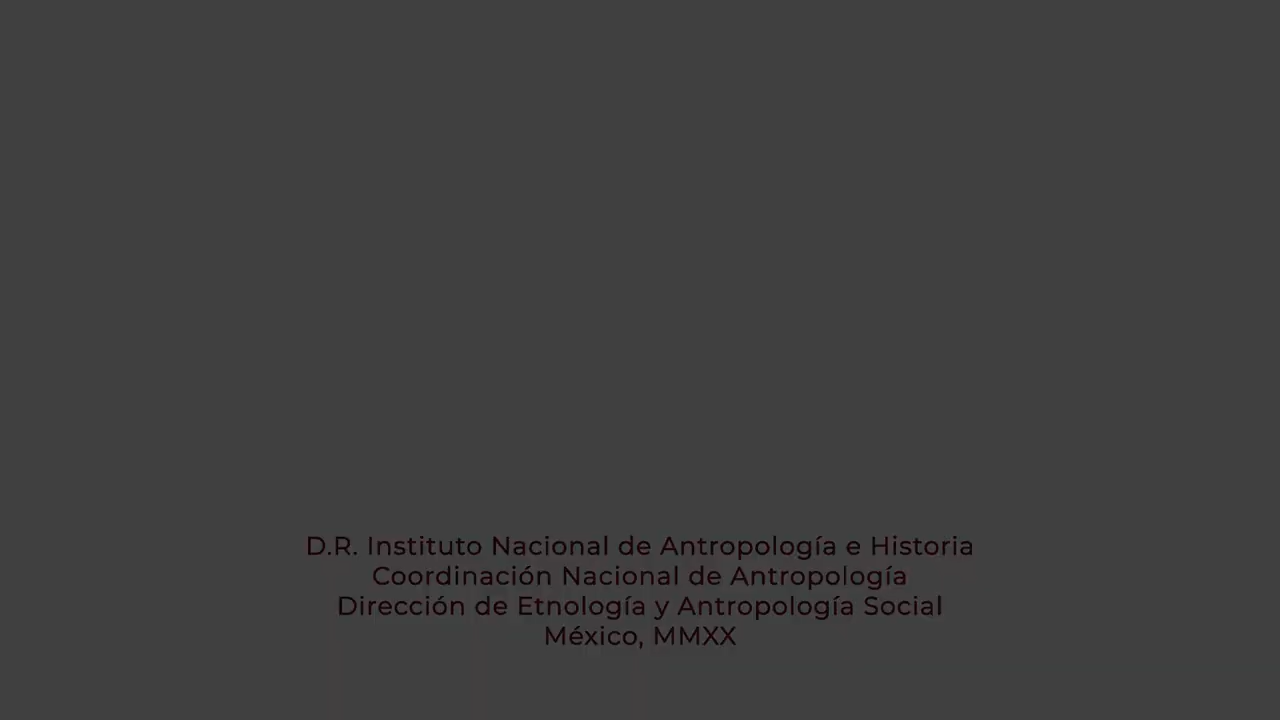 D.R. Instituto Nacional de Antropología e Historia
Coordinación Nacional de Antropología
Dirección de Etnología y Antropología Social
México, MMXX